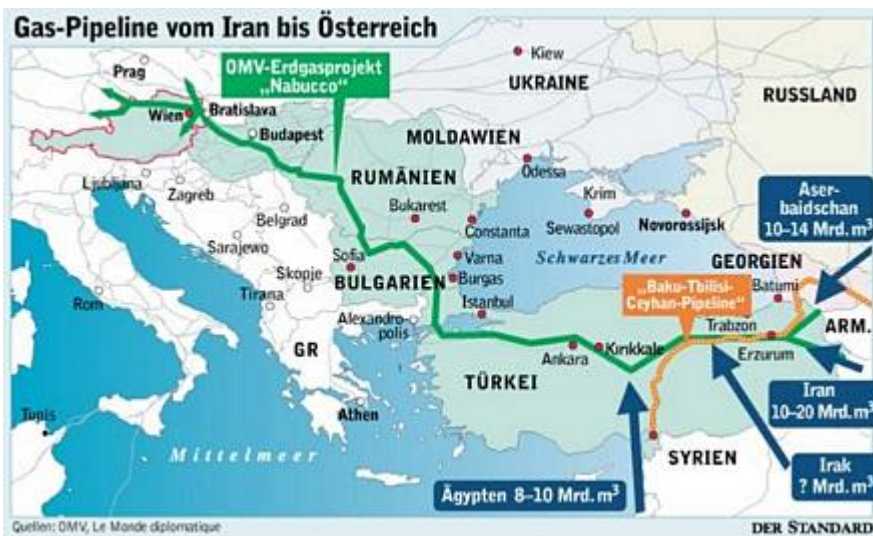 Gas-Pipeline vom Iran bis Österreich
Prag
OMV-Erdgasprojekt
„Nabucco“
Kiew
UKRAINE
RUSSLAND
Wien
Bratislava
Budapest
MOLDAWIEN
Odessa
Ljubljana
Zagreb
RUMÄNIEN
Krim
Aser-
baidschan
10–14 Mrd. m³
Belgrad
Bukarest
Constanta
Sewastopol
Novorossijsk
Sarajewo
Sofia
Varna
Schwarzes Meer
GEORGIEN
Skopje
BULGARIEN
Burgas
„Baku-Tbilisi-
Ceyhan-Pipeline“
Batumi
Rom
Tirana
Istanbul
Alexandro-
polis
Trabzon
ARM.
GR
Ankara
Kırıkkale
Erzurum
TÜRKEI
Iran
10–20 Mrd. m³
Tunis
Athen
Mittelmeer
SYRIEN
Irak
? Mrd. m³
Ägypten 8–10 Mrd. m³
Quellen: OMV, Le Monde diplomatique
DER STANDARD